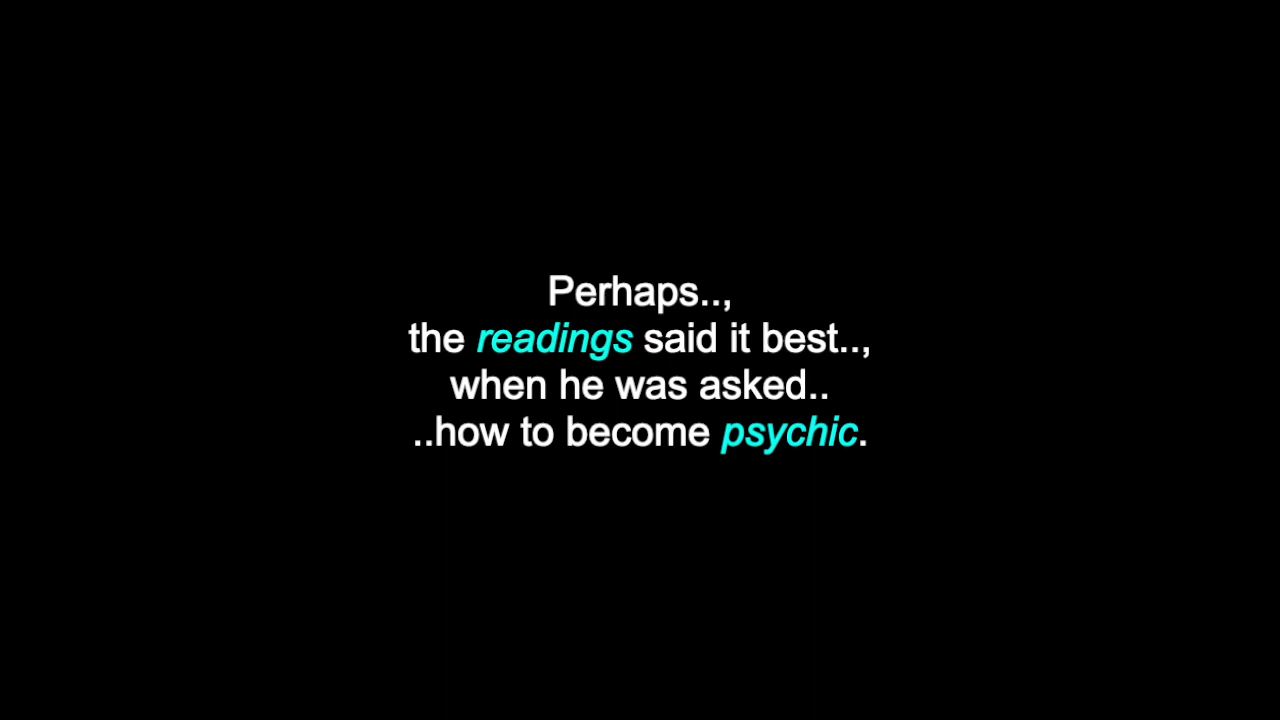 Perhaps..,
the readings said it best..,
when he was asked..
..how to become psychic.